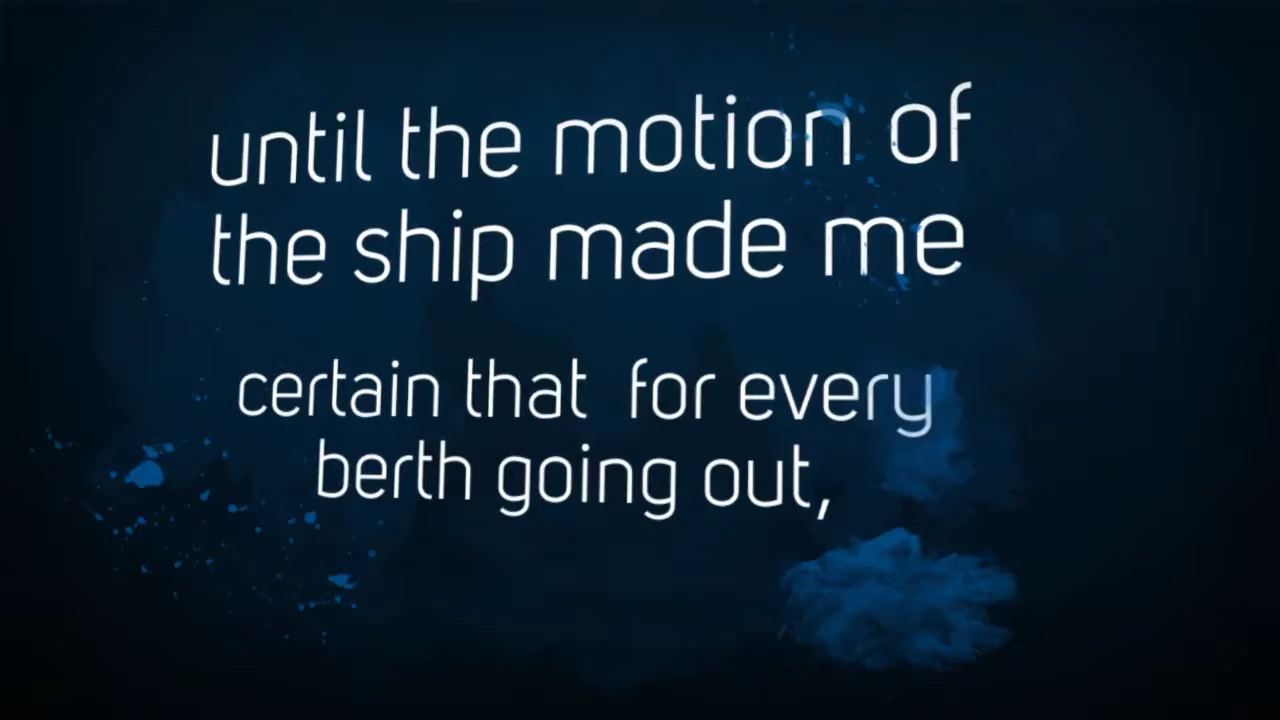 until the motion of
the ship made me
certain that for every
berth going out,